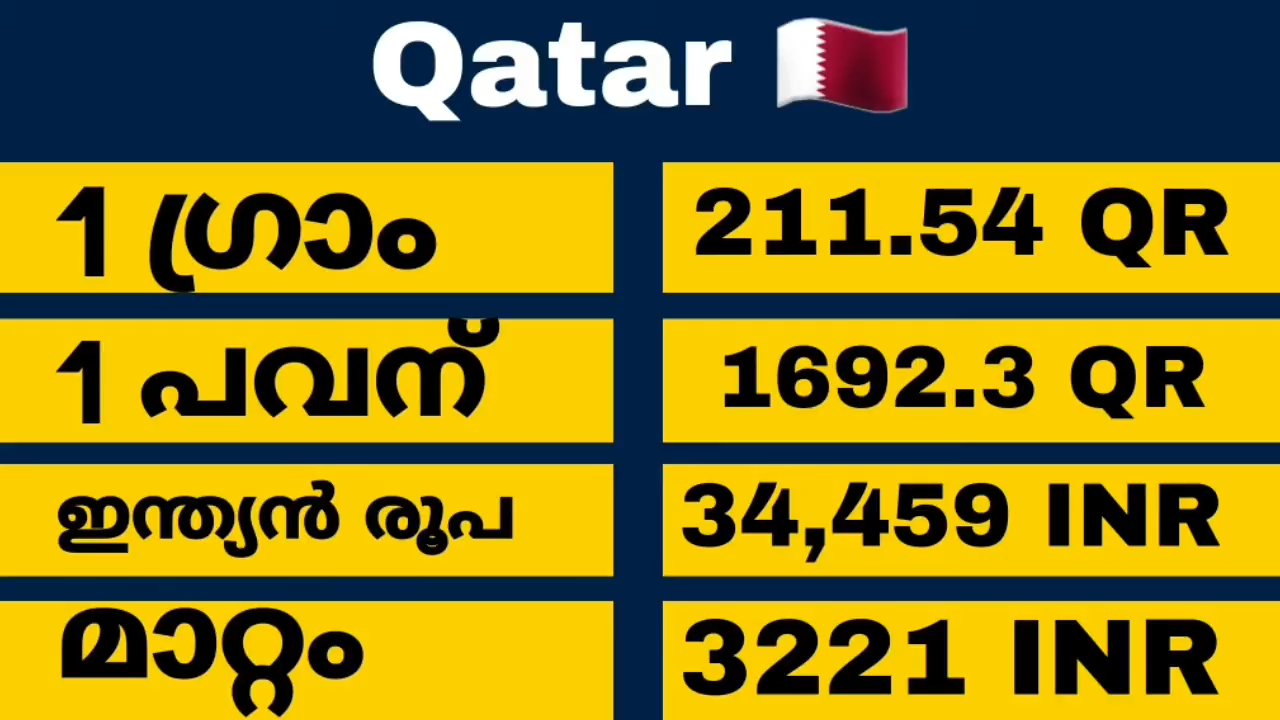 Qatar 🇶🇦
1 ഗ്രാം 211.54 QR
1 പവന് 1692.3 QR
ഇന്ത്യൻ രൂപ 34,459 INR
മാറ്റം 3221 INR